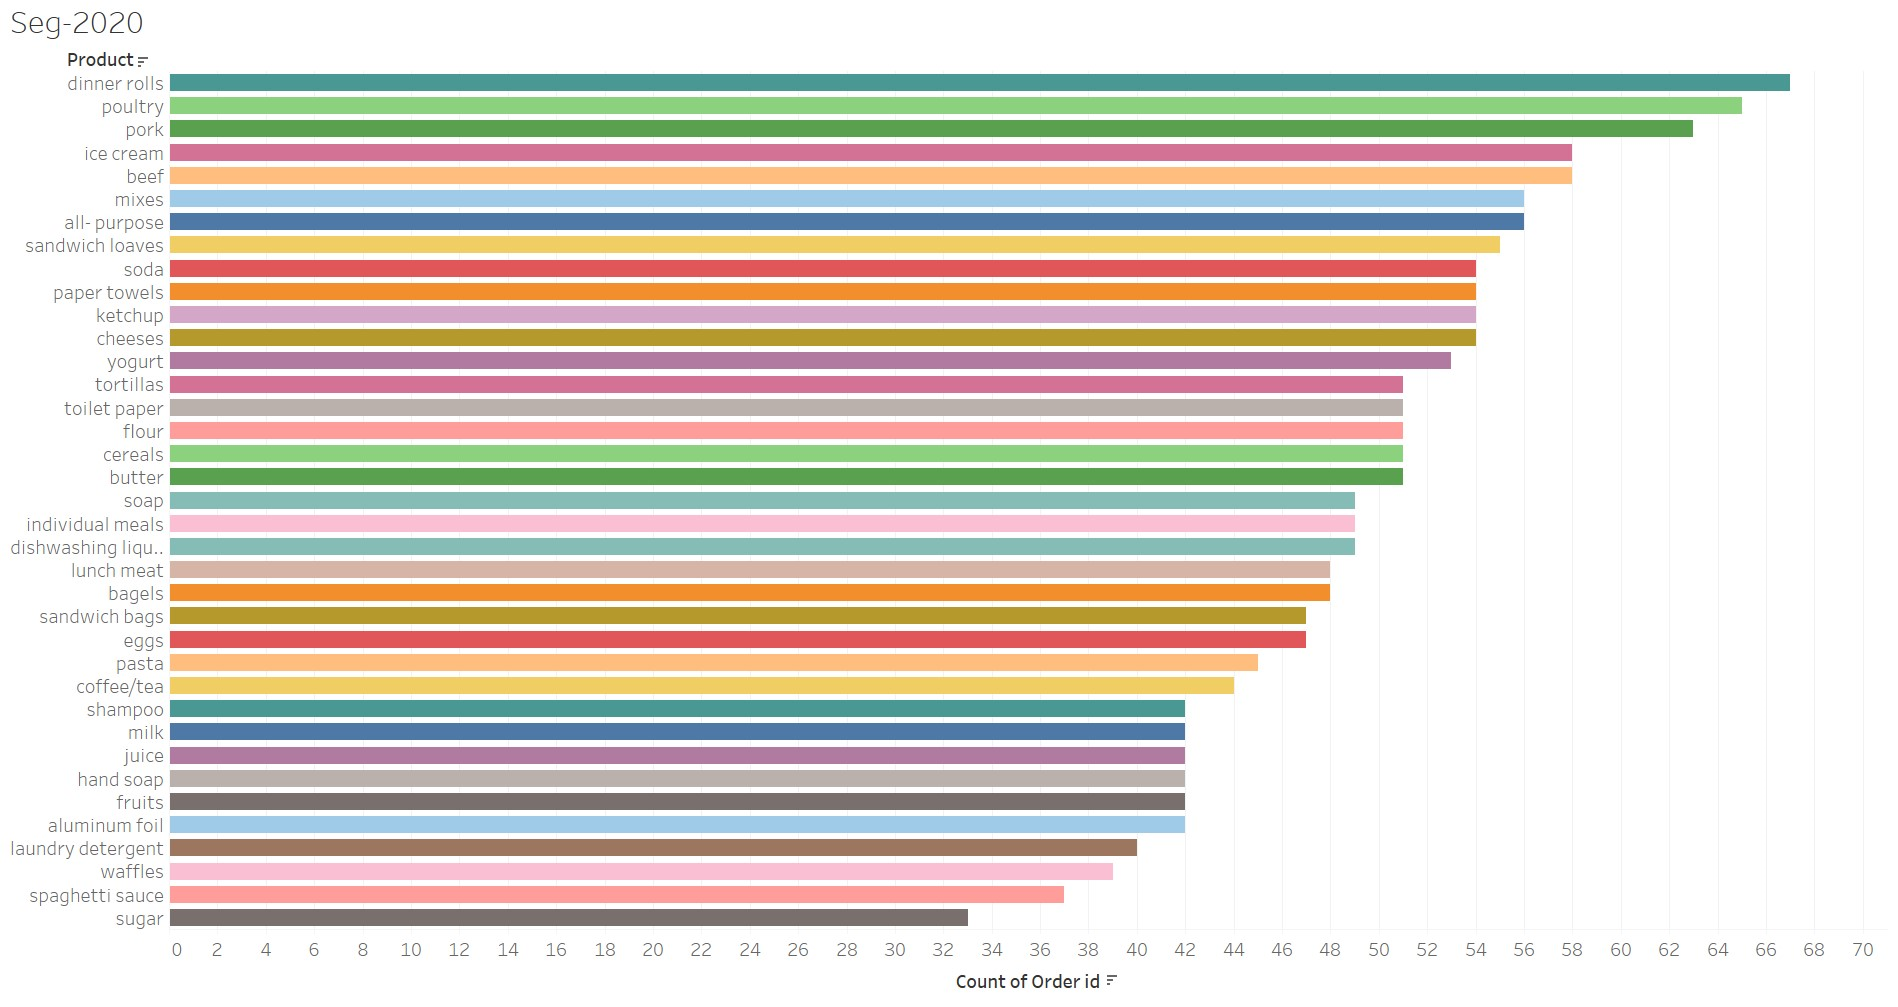 Seg-2020
Product
dinner rolls
poultry
pork
ice cream
beef
mixes
all- purpose
sandwich loaves
soda
paper towels
ketchup
cheeses
yogurt
tortillas
toilet paper
flour
cereals
butter
soap
individual meals
dishwashing liqu..
lunch meat
bagels
sandwich bags
eggs
pasta
coffee/tea
shampoo
milk
juice
hand soap
fruits
aluminum foil
laundry detergent
waffles
spaghetti sauce
sugar
0 2 4 6 8 10 12 14 16 18 20 22 24 26 28 30 32 34 36 38 40 42 44 46 48 50 52 54 56 58 60 62 64 66 68 70
Count of Order id